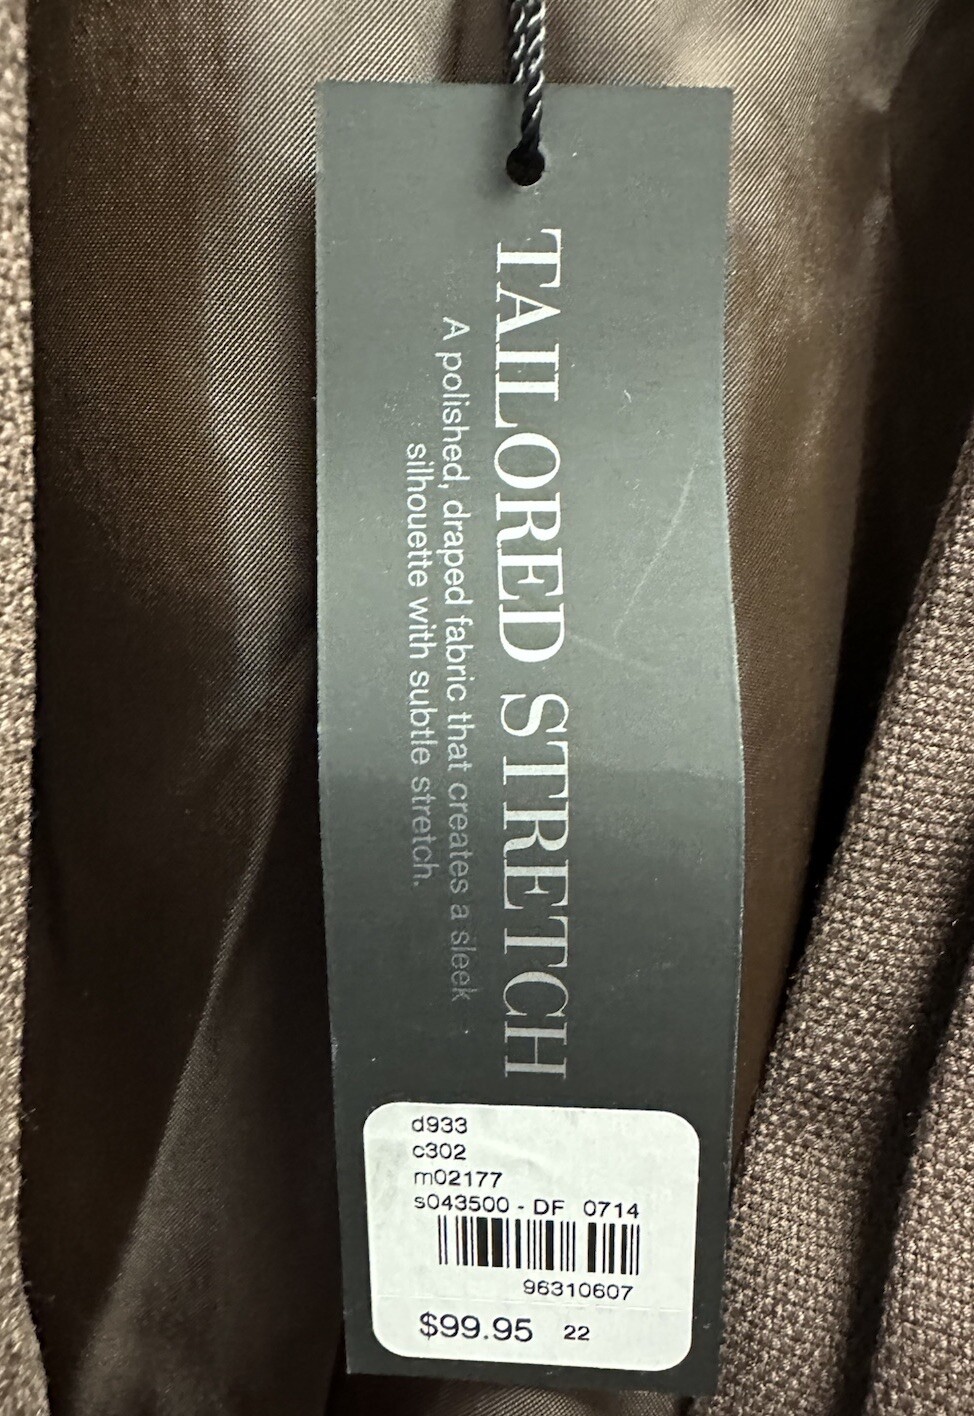 TAILORED STRETCH
A polished, draped fabric that creates a sleek
silhouette with subtle stretch.
d933
c302
m02177
s043500 - DF 0714
96310607
$99.95 22